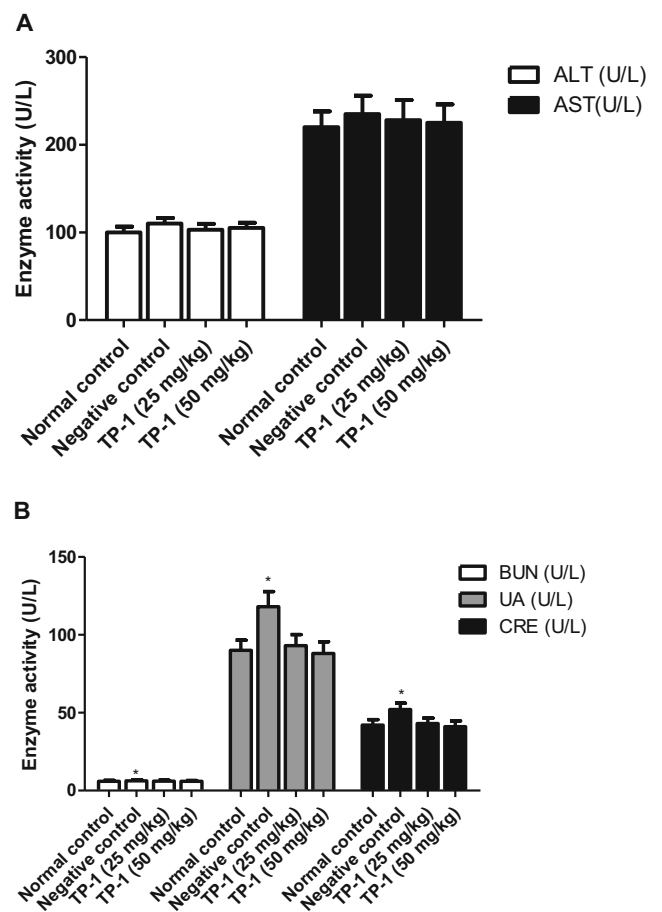 A
Enzyme activity (U/L)
300
200
100
0
ALT (U/L)
AST(U/L)
Normal control
Negative control
TP-1 (25 mg/kg)
TP-1 (50 mg/kg)
Normal control
Negative control
TP-1 (25 mg/kg)
TP-1 (50 mg/kg)
B
Enzyme activity (U/L)
150
100
50
0
*
*
*
BUN (U/L)
UA (U/L)
CRE (U/L)
Normal control
Negative control
TP-1 (25 mg/kg)
TP-1 (50 mg/kg)
Normal control
Negative control
TP-1 (25 mg/kg)
TP-1 (50 mg/kg)
Normal control
Negative control
TP-1 (25 mg/kg)
TP-1 (50 mg/kg)